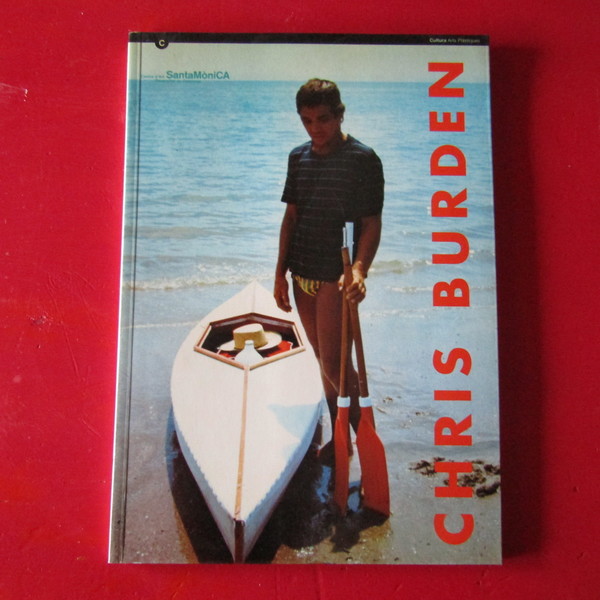 C
Cultura Arts Plàstiques
SantaMònICA
CHRIS BURDEN